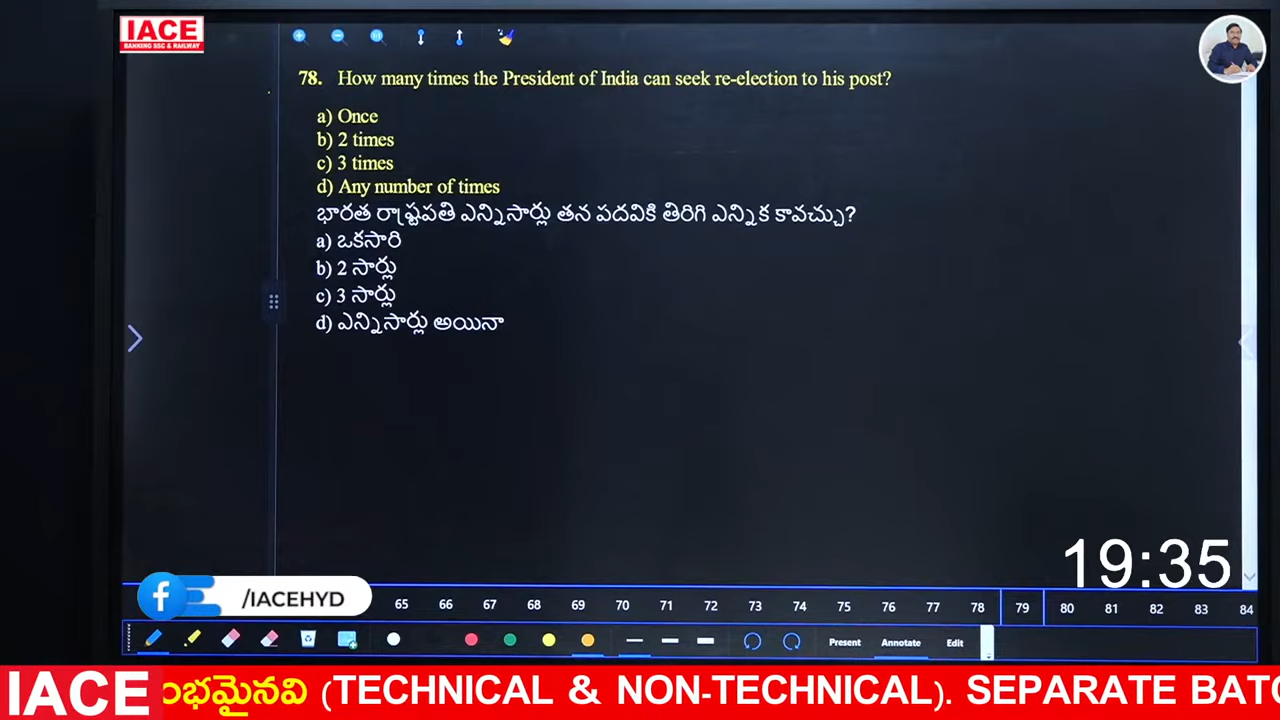 IACE
BANKING SSC & RAILWAY
78. How many times the President of India can seek re-election to his post?
a) Once
b) 2 times
c) 3 times
d) Any number of times
భారత రాష్ట్రపతి ఎన్నిసార్లు తన పదవికి తిరిగి ఎన్నిక కావచ్చు?
a) ఒకసారి
b) 2 సార్లు
c) 3 సార్లు
d) ఎన్నిసార్లు అయినా
19:35
/IACEHYD 65 66 67 68 69 70 71 72 73 74 75 76 77 78 79 80 81 82 83 84
Present Annotate Edit
IACE ంభమైనవి (TECHNICAL & NON-TECHNICAL). SEPARATE BATC